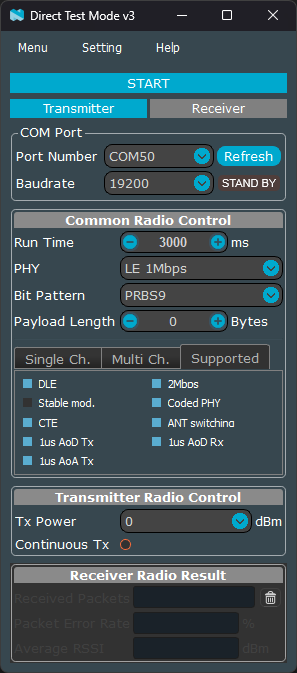 Direct Test Mode v3
Menu Setting Help
START
Transmitter Receiver
COM Port
Port Number COM50 Refresh
Baudrate 19200 STAND BY
Common Radio Control
Run Time 3000 ms
PHY LE 1Mbps
Bit Pattern PRBS9
Payload Length 0 Bytes
Single Ch. Multi Ch. Supported
DLE 2Mbps
Stable mod. Coded PHY
CTE ANT switching
1us AoD Tx 1us AoD Rx
1us AoA Tx
Transmitter Radio Control
Tx Power 0 dBm
Continuous Tx
Receiver Radio Result
Received Packets
Packet Error Rate %
Average RSSI dBm